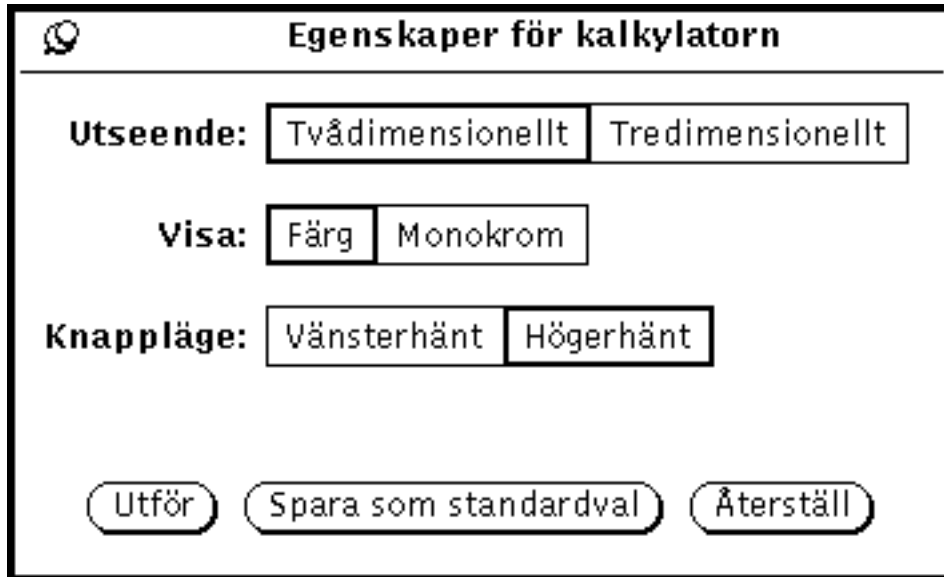 Egenskaper för kalkylatorn
Utseende: Tvådimensionellt Tredimensionellt
Visa: Färg Monokrom
Knappläge: Vänsterhänt Högerhänt
Utför Spara som standardval Återställ